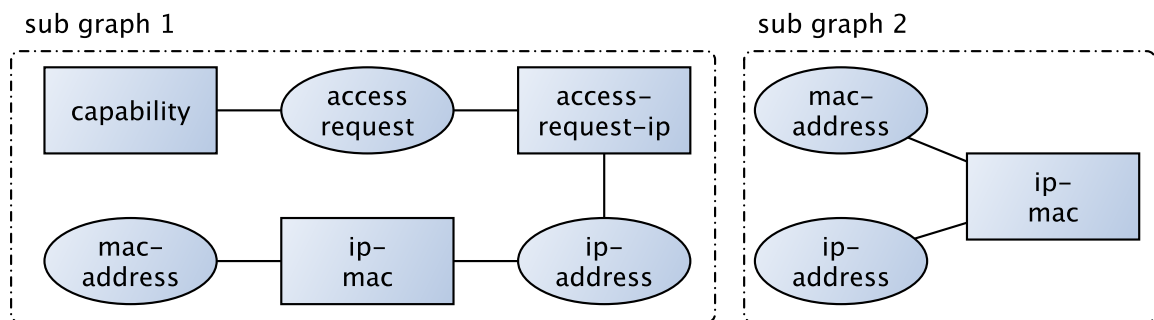 sub graph 1
capability
access
request
access-
request-ip
mac-
address
ip-
mac
ip-
address
sub graph 2
mac-
address
ip-
mac
ip-
address